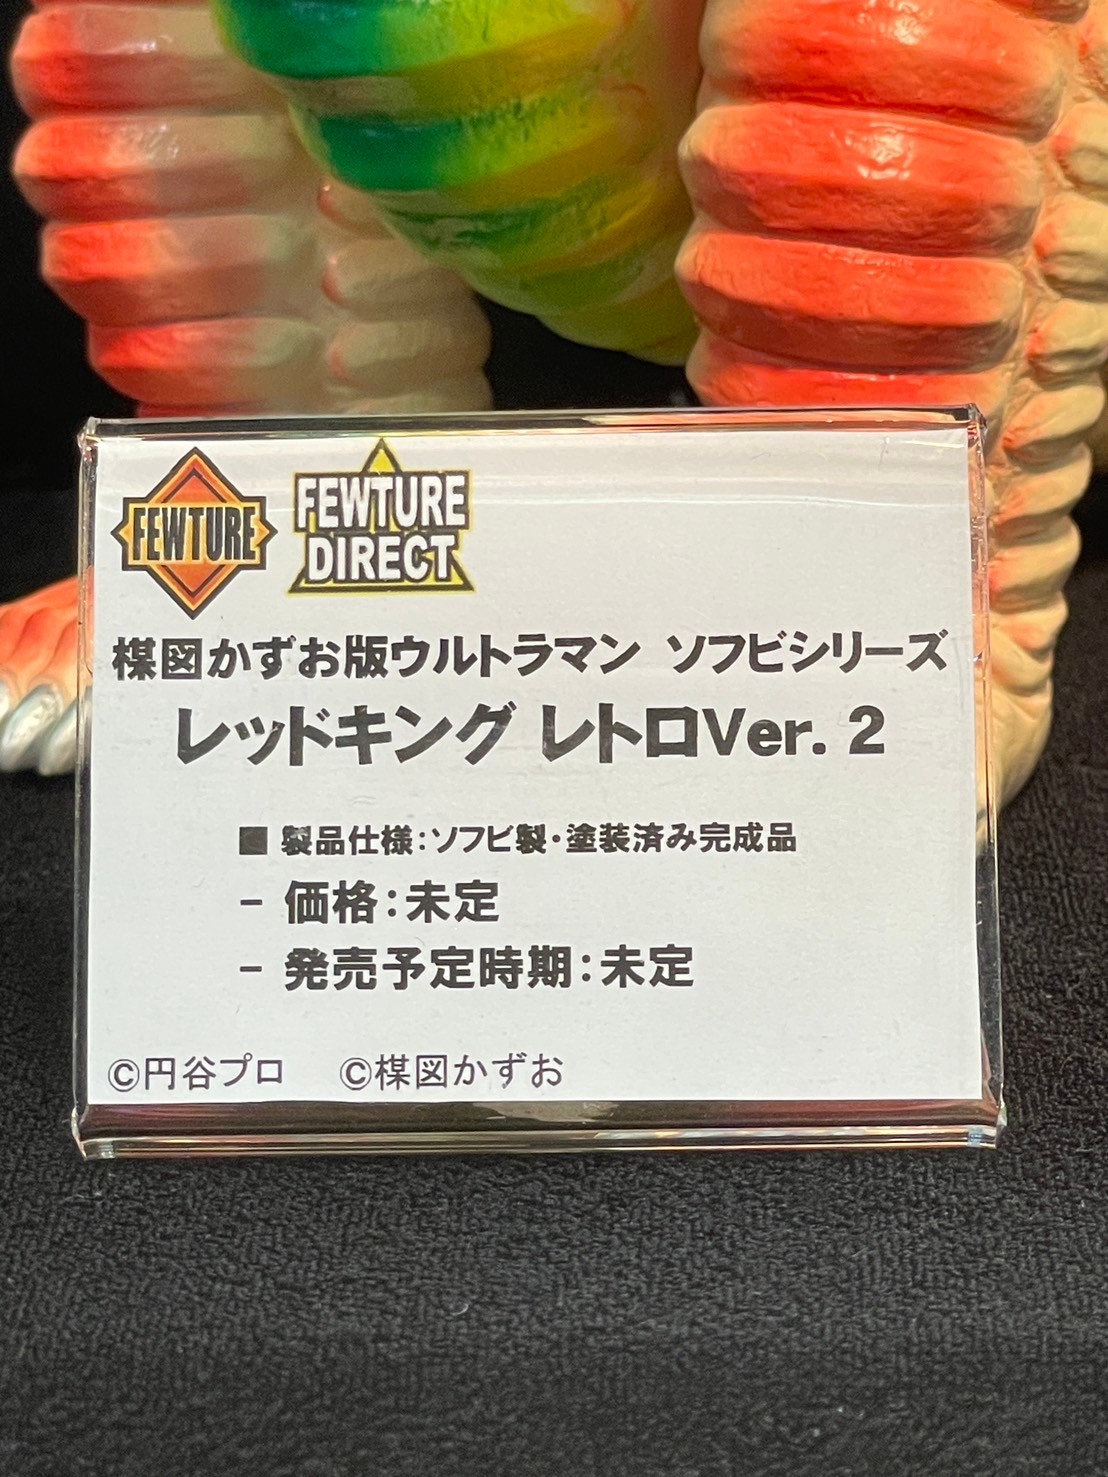 FEWTURE
FEWTURE
DIRECT
楳図かずお版ウルトラマン ソフビシリーズ
レッドキング レトロVer. 2
■ 製品仕様：ソフビ製・塗装済み完成品
− 価格：未定
− 発売予定時期：未定
©円谷プロ ©楳図かずお